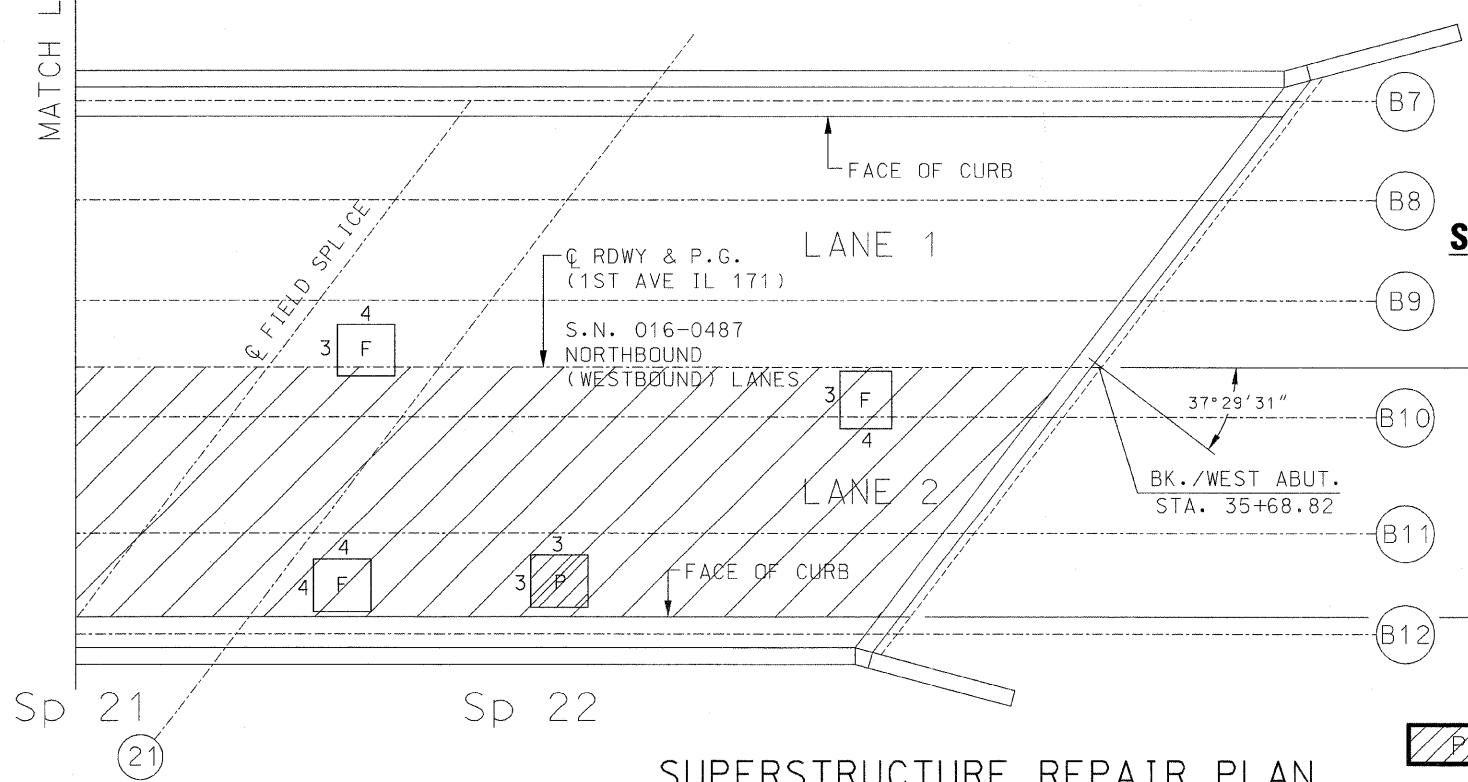 MATCH L
B7
FACE OF CURB
B8
LANE 1
S
℄ FIELD SPLICE
℄ RDWY & P.G.
(1ST AVE IL 171)
B9
4
3
F
S.N. 016-0487
NORTHBOUND
(WESTBOUND) LANES
3
F
4
37°29'31"
B10
LANE 2
BK./WEST ABUT.
STA. 35+68.82
B11
4
4
F
3
3
P
FACE OF CURB
B12
Sp 21
Sp 22
21
P
SUPERSTRUCTURE REPAIR PLAN